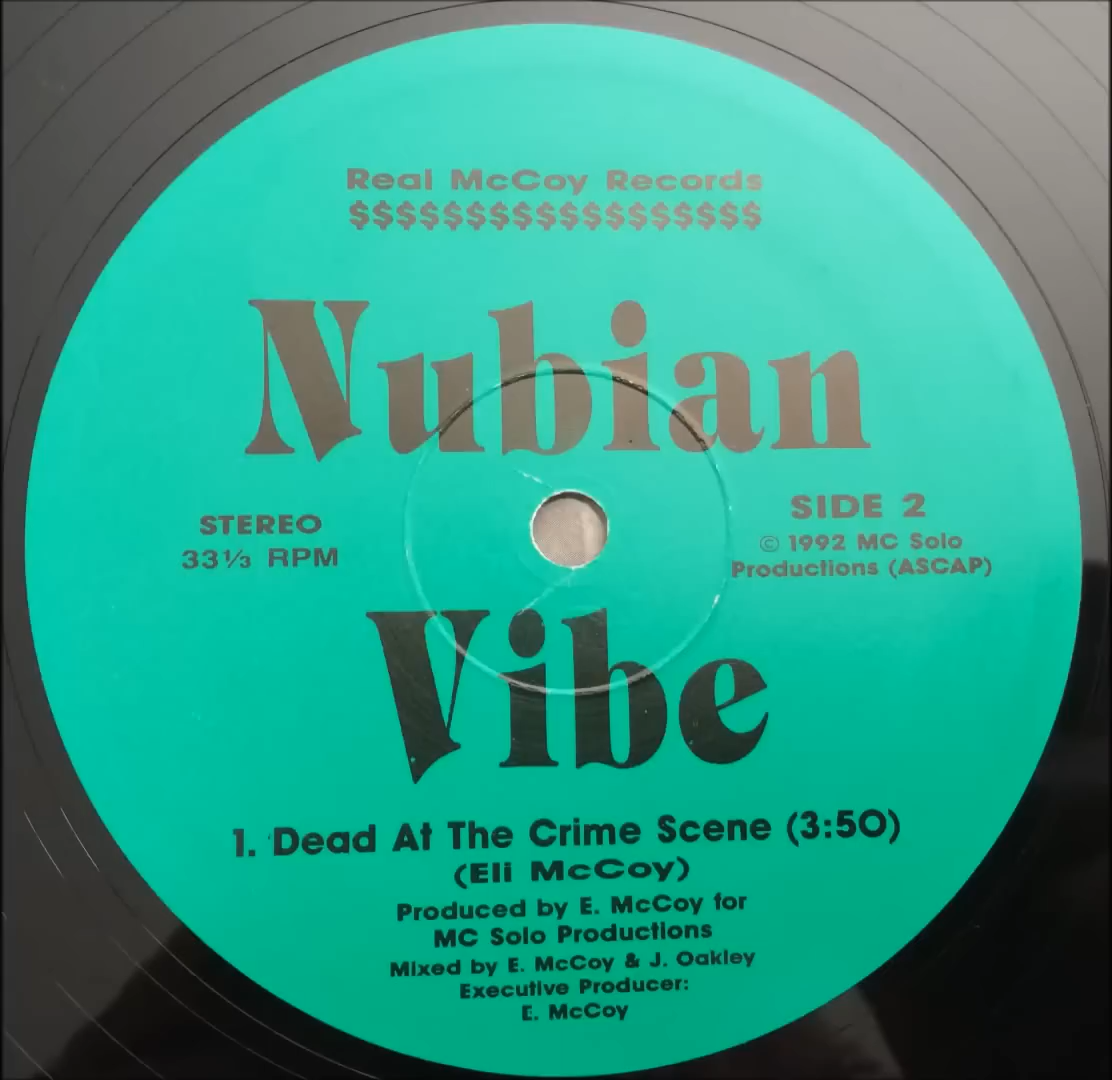 Real McCoy Records
$$$$$$$$$$$$$$$$$$
Nubian
STEREO
33⅓ RPM
SIDE 2
© 1992 MC Solo
Productions (ASCAP)
Vibe
1. Dead At The Crime Scene (3:50)
(Eli McCoy)
Produced by E. McCoy for
MC Solo Productions
Mixed by E. McCoy & J. Oakley
Executive Producer:
E. McCoy